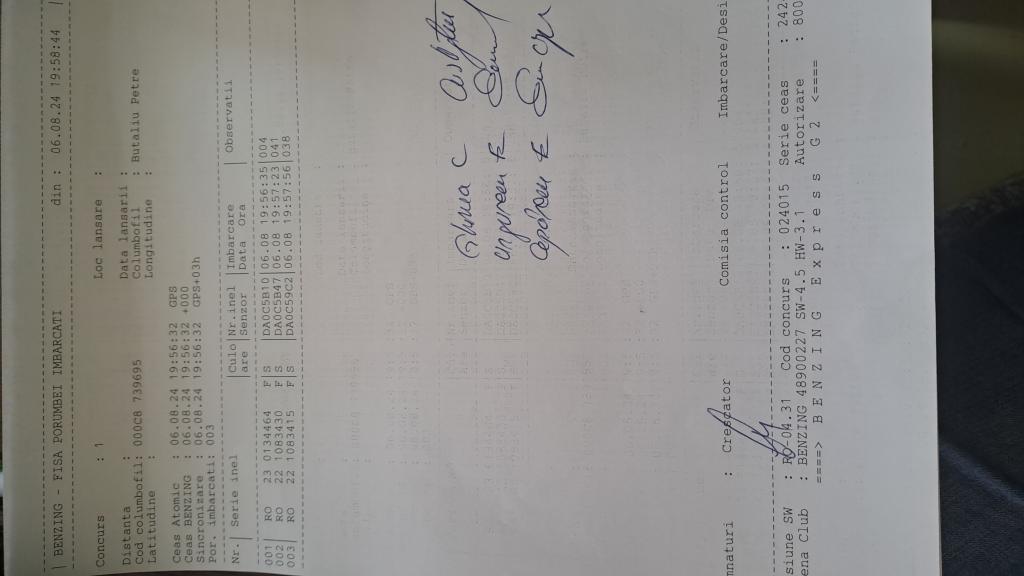 | BENZING - FISA PORUMBEI IMBARCATI din : 06.08.24 19:58:44 |
Concurs : 1 Loc lansare :
Distanta : Data lansarii :
Cod columbofil: 000C8 739695 Columbofil : Butaliu Petre
Latitudine : Longitudine :
Ceas Atomic : 06.08.24 19:56:32 GPS
Ceas BENZING : 06.08.24 19:56:32 +000
Sincronizare : 06.08.24 19:56:32 GPS+03h
Por. imbarcati: 003
Nr.| Serie inel |Culo|Nr.inel |Imbarcare | Observatii
|are |Senzor |Data Ora
001| RO 23 0134464 F|S |DA0C5B10|06.08 19:56:35|004
002| RO 22 1083430 F|S |DA0C5B47|06.08 19:57:23|041
003| RO 22 1083415 F|S |DA0C59C2|06.08 19:57:56|038
mnaturi : Crescator Comisia control Imbarcare/Desi
siune SW : RO-04.31 Cod concurs : 024015 Serie ceas : 242
ena Club : BENZING 48900227 SW-4.5 HW-3.1 Autorizare : 800
====> B E N Z I N G E x p r e s s G 2 <====